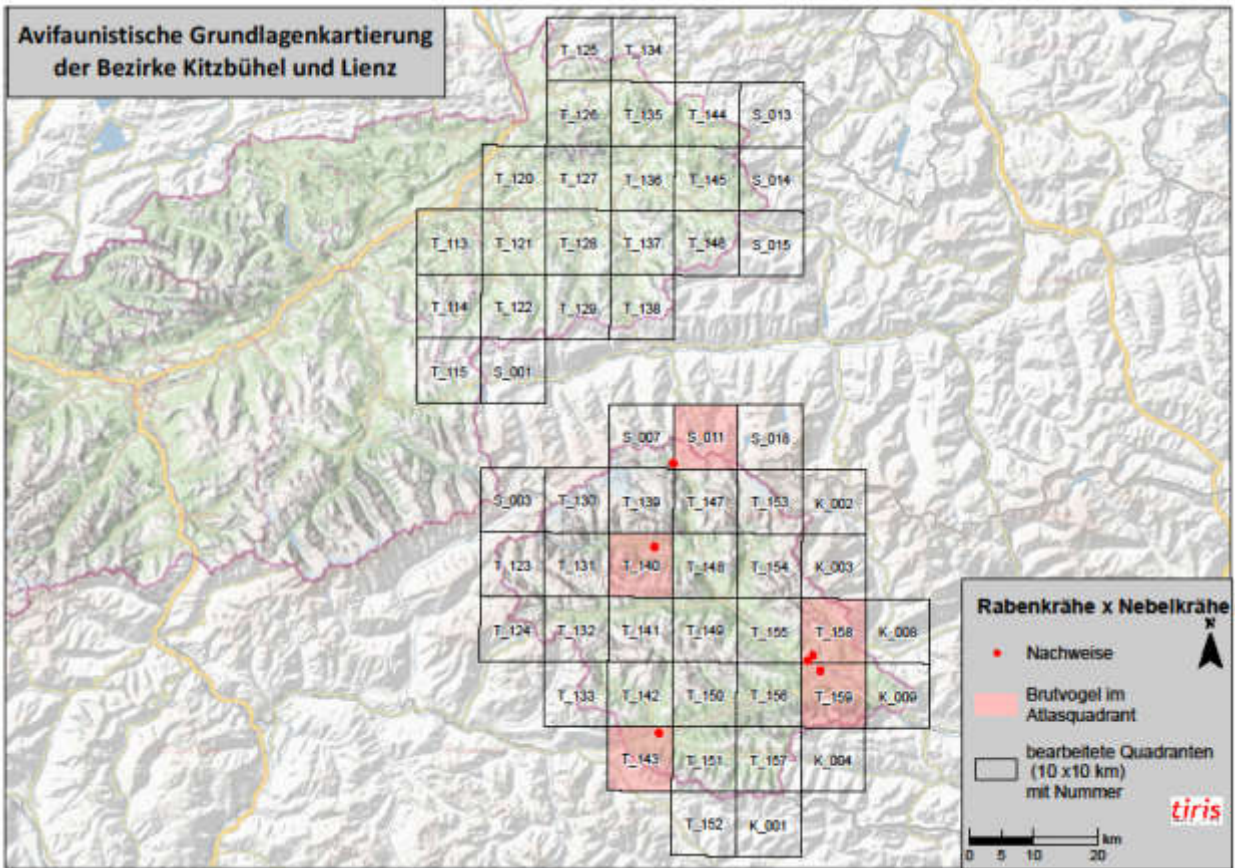 Avifaunistische Grundlagenkartierung
der Bezirke Kitzbühel und Lienz
T_125 T_134
T_126 T_135 T_144 S_013
T_120 T_127 T_136 T_145 S_014
T_113 T_121 T_128 T_137 T_146 S_015
T_114 T_122 T_129 T_138
T_115 S_001
S_007 S_011 S_018
S_003 T_130 T_139 T_147 T_153 K_002
T_123 T_131 T_140 T_148 T_154 K_003
T_124 T_132 T_141 T_149 T_155 T_158 K_008
T_133 T_142 T_150 T_156 T_159 K_009
T_143 T_151 T_157 K_004
T_152 K_001
Rabenkrähe x Nebelkrähe
N
Nachweise
Brutvogel im
Atlasquadrant
bearbeitete Quadranten
(10 x10 km)
mit Nummer
tiris
km
0 5 10 20